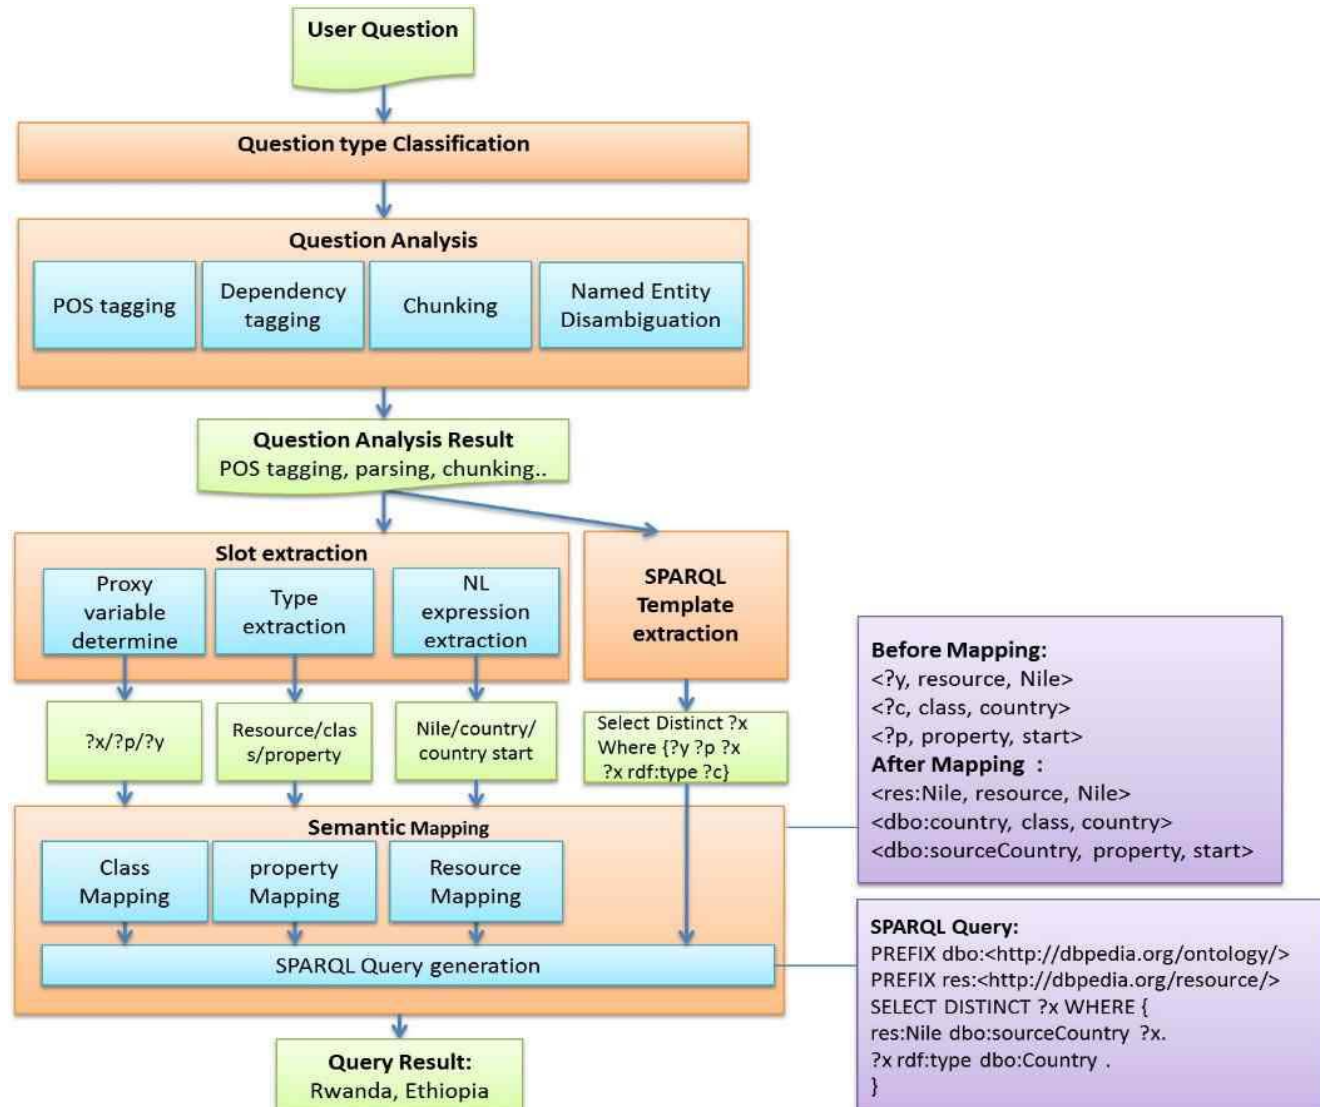 User Question
Question type Classification
Question Analysis
POS tagging
Dependency
tagging
Chunking
Named Entity
Disambiguation
Question Analysis Result
POS tagging, parsing, chunking..
Slot extraction
Proxy
variable
determine
Type
extraction
NL
expression
extraction
SPARQL
Template
extraction
?x/?p/?y
Resource/clas
s/property
Nile/country/
country start
Select Distinct ?x
Where {?y ?p ?x
?x rdf:type ?c}
Semantic Mapping
Class
Mapping
property
Mapping
Resource
Mapping
SPARQL Query generation
Query Result:
Rwanda, Ethiopia
Before Mapping:
<?y, resource, Nile>
<?c, class, country>
<?p, property, start>
After Mapping :
<res:Nile, resource, Nile>
<dbo:country, class, country>
<dbo:sourceCountry, property, start>
SPARQL Query:
PREFIX dbo:<http://dbpedia.org/ontology/>
PREFIX res:<http://dbpedia.org/resource/>
SELECT DISTINCT ?x WHERE {
res:Nile dbo:sourceCountry ?x.
?x rdf:type dbo:Country .
}